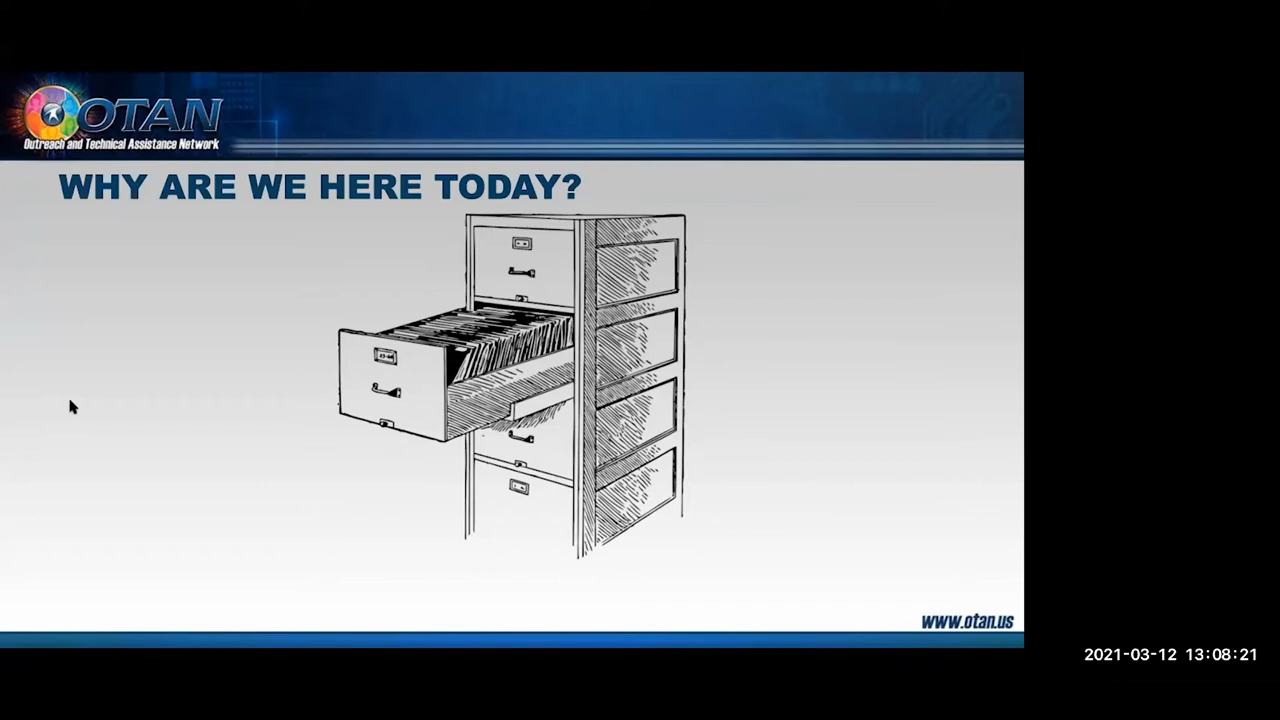 OTAN
Outreach and Technical Assistance Network
WHY ARE WE HERE TODAY?
www.otan.us
2021-03-12 13:08:21